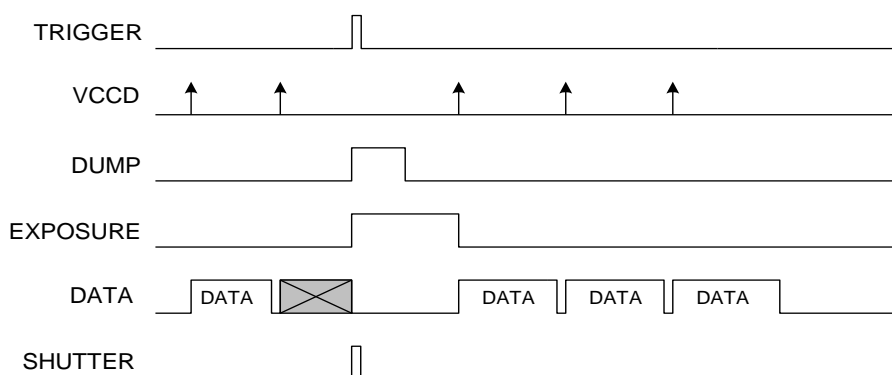 TRIGGER
VCCD
DUMP
EXPOSURE
DATA DATA DATA DATA DATA
SHUTTER